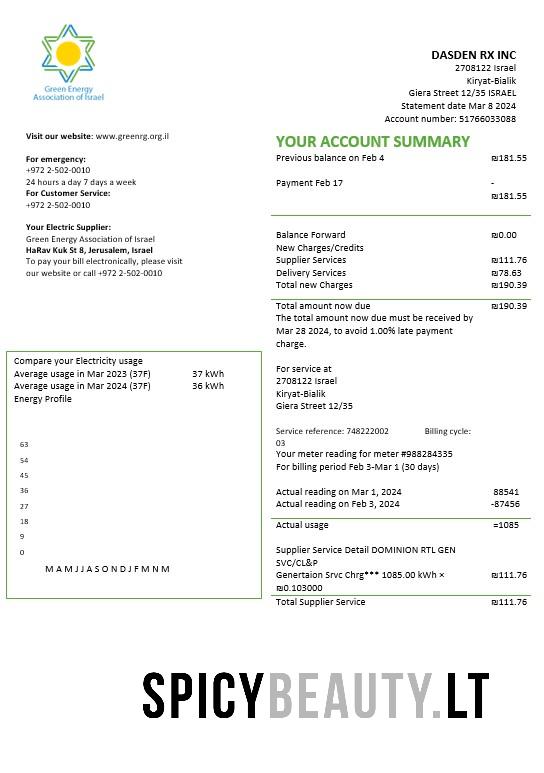 Green Energy
Association of Israel
DASDEN RX INC
2708122 Israel
Kiryat-Bialik
Giera Street 12/35 ISRAEL
Statement date Mar 8 2024
Account number: 51766033088
Visit our website: www.greenrg.org.il
For emergency:
+972 2-502-0010
24 hours a day 7 days a week
For Customer Service:
+972 2-502-0010
Your Electric Supplier:
Green Energy Association of Israel
HaRav Kuk St 8, Jerusalem, Israel
To pay your bill electronically, please visit
our website or call +972 2-502-0010
YOUR ACCOUNT SUMMARY
Previous balance on Feb 4 ₪181.55
Payment Feb 17 -
₪181.55
Balance Forward ₪0.00
New Charges/Credits
Supplier Services ₪111.76
Delivery Services ₪78.63
Total new Charges ₪190.39
Total amount now due ₪190.39
The total amount now due must be received by
Mar 28 2024, to avoid 1.00% late payment
charge.
For service at
2708122 Israel
Kiryat-Bialik
Giera Street 12/35
Service reference: 748222002 Billing cycle:
03
Your meter reading for meter #988284335
For billing period Feb 3-Mar 1 (30 days)
Actual reading on Mar 1, 2024 88541
Actual reading on Feb 3, 2024 -87456
Actual usage =1085
Supplier Service Detail DOMINION RTL GEN
SVC/CL&P
Genertaion Srvc Chrg*** 1085.00 kWh × ₪111.76
₪0.103000
Total Supplier Service ₪111.76
Compare your Electricity usage
Average usage in Mar 2023 (37F) 37 kWh
Average usage in Mar 2024 (37F) 36 kWh
Energy Profile
63
54
45
36
27
18
9
0
M A M J J A S O N D J F M N M
SPICYBEAUTY.LT